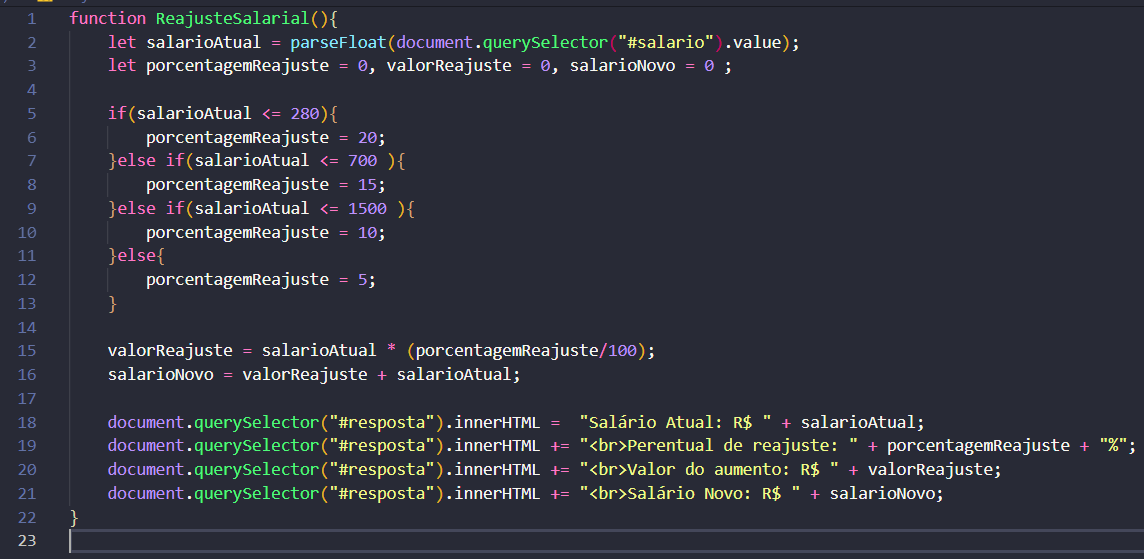 1 function ReajusteSalarial(){
2 let salarioAtual = parseFloat(document.querySelector("#salario").value);
3 let porcentagemReajuste = 0, valorReajuste = 0, salarioNovo = 0 ;
4
5 if(salarioAtual <= 280){
6 porcentagemReajuste = 20;
7 }else if(salarioAtual <= 700 ){
8 porcentagemReajuste = 15;
9 }else if(salarioAtual <= 1500 ){
10 porcentagemReajuste = 10;
11 }else{
12 porcentagemReajuste = 5;
13 }
14
15 valorReajuste = salarioAtual * (porcentagemReajuste/100);
16 salarioNovo = valorReajuste + salarioAtual;
17
18 document.querySelector("#resposta").innerHTML =  "Salário Atual: R$ " + salarioAtual;
19 document.querySelector("#resposta").innerHTML += "<br>Perentual de reajuste: " + porcentagemReajuste + "%";
20 document.querySelector("#resposta").innerHTML += "<br>Valor do aumento: R$ " + valorReajuste;
21 document.querySelector("#resposta").innerHTML += "<br>Salário Novo: R$ " + salarioNovo;
22 }
23